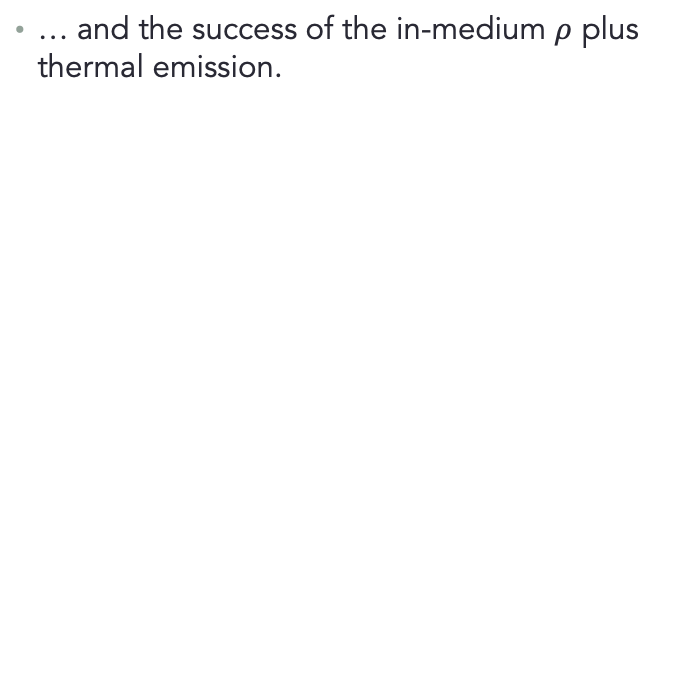 • … and the success of the in-medium ρ plus
thermal emission.